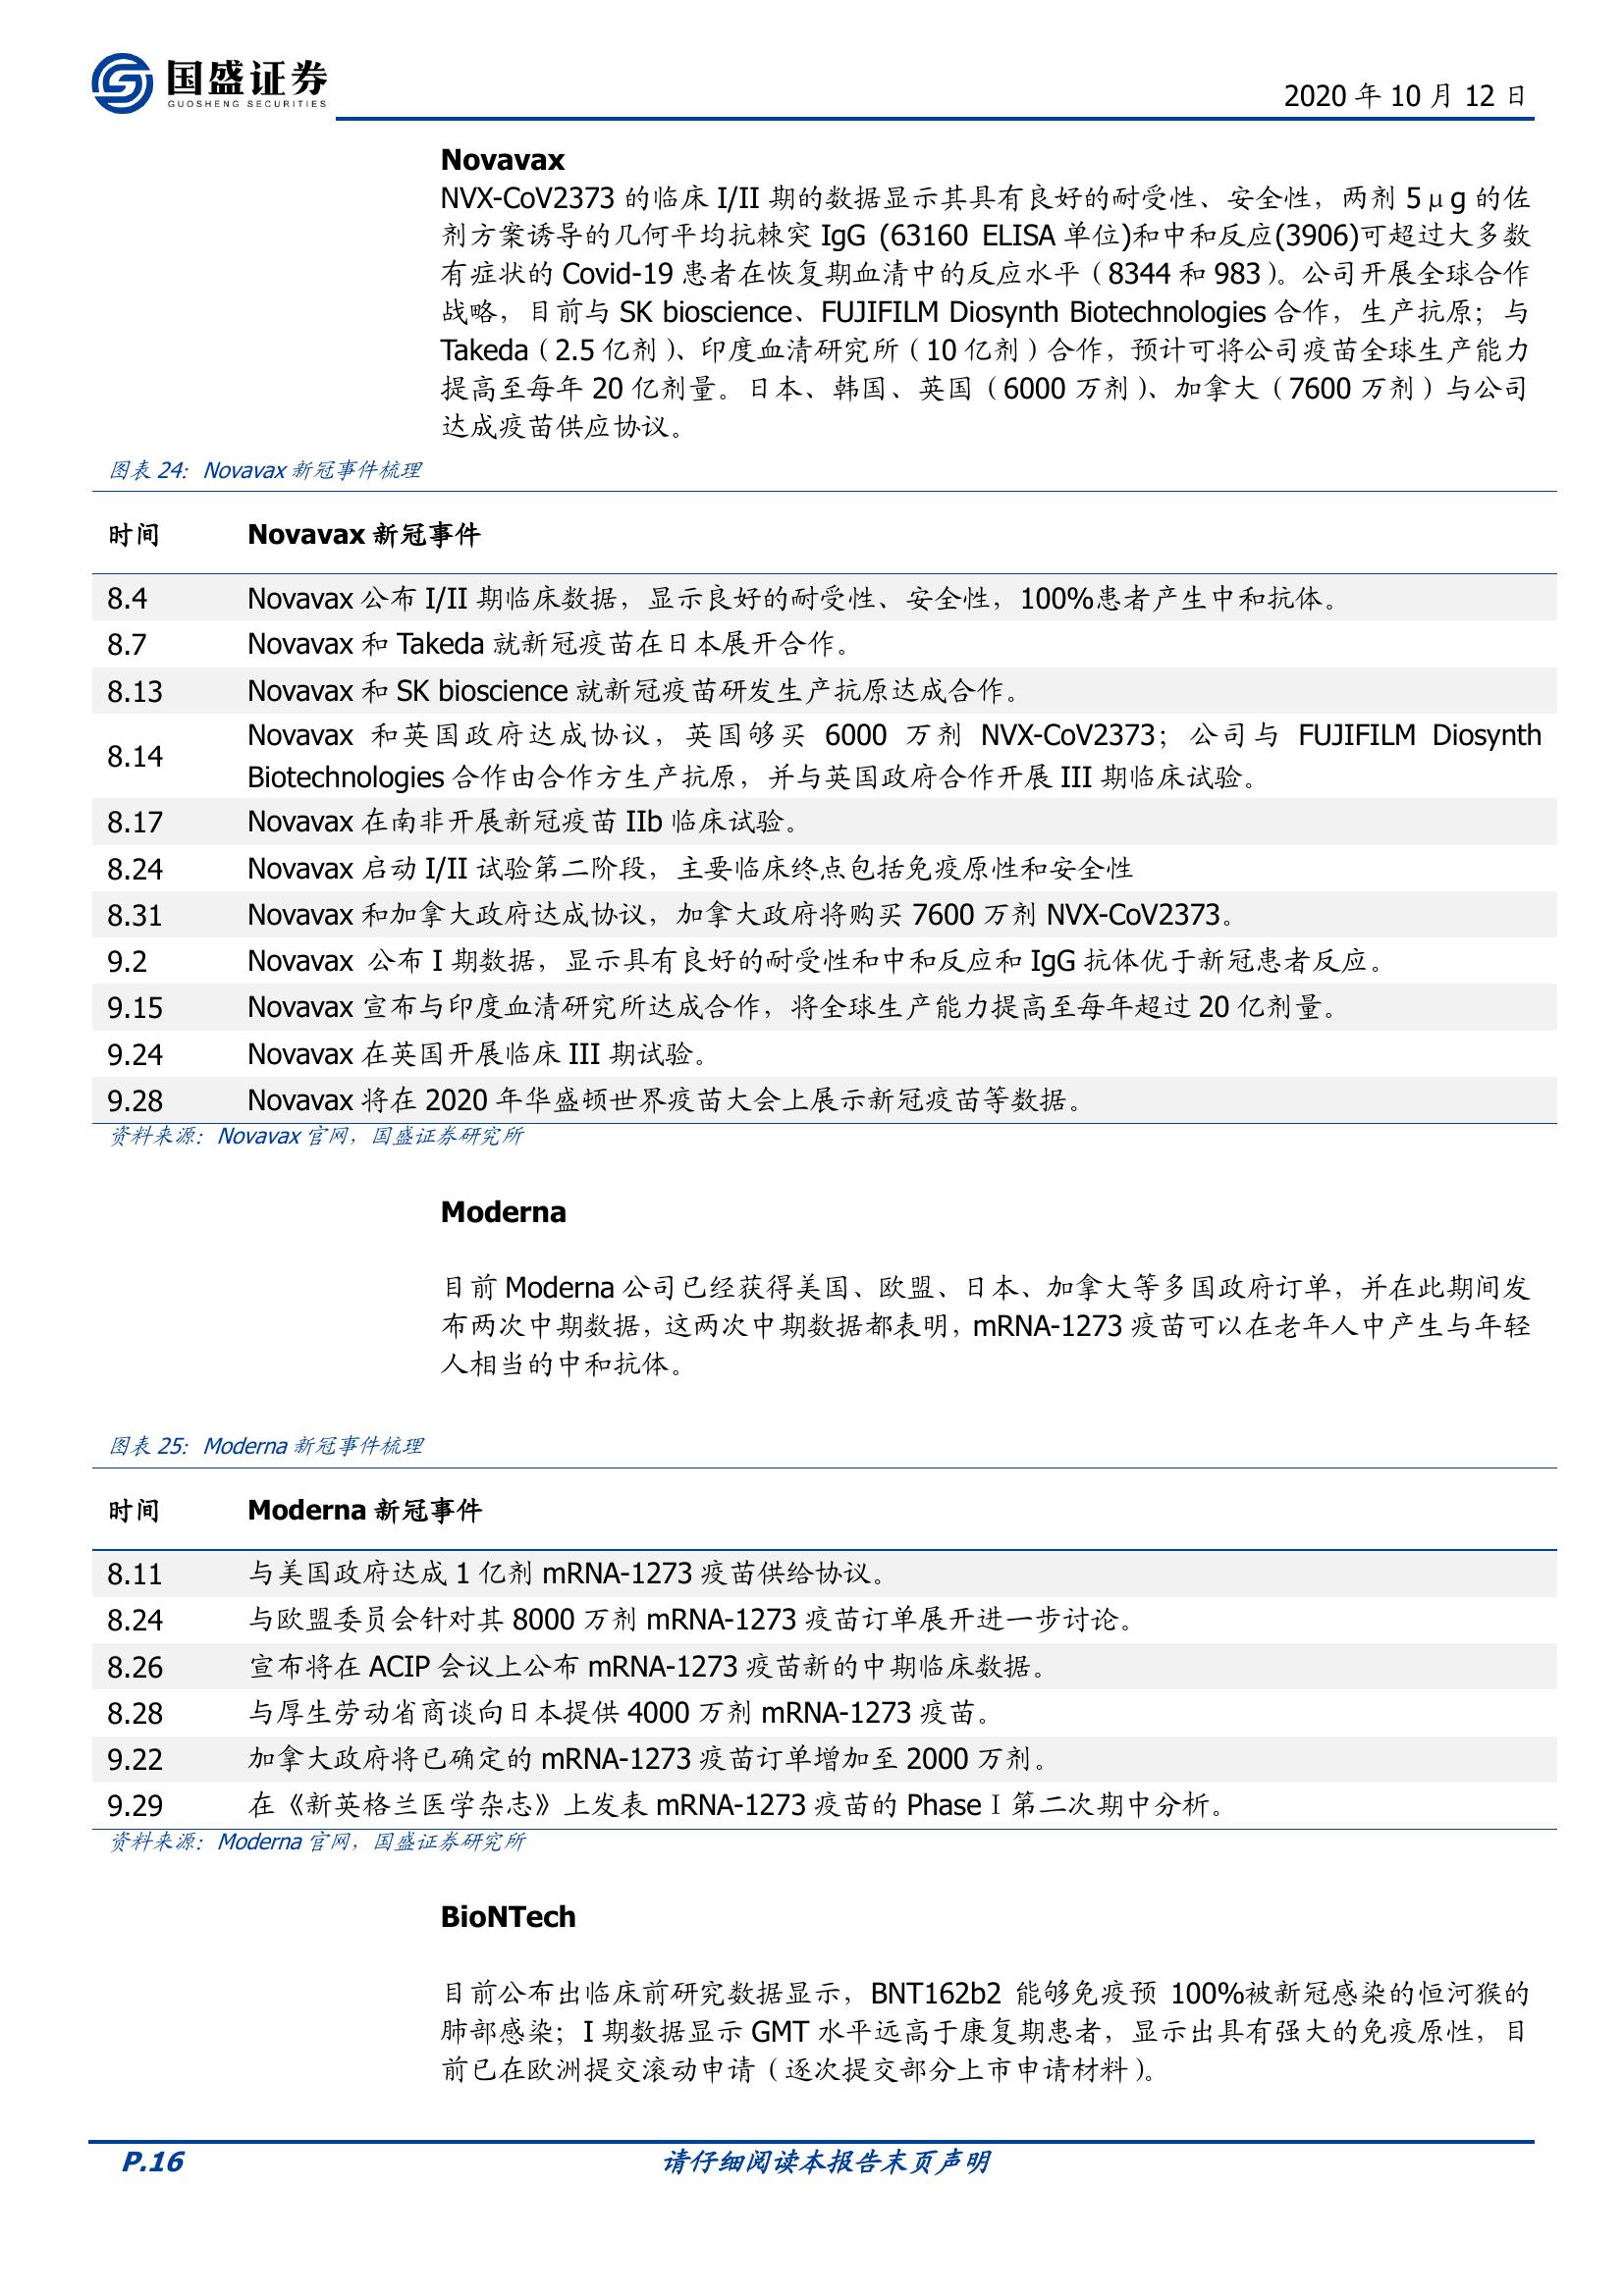 国盛证券
GUOSHENG SECURITIES
2020 年 10 月 12 日
Novavax
NVX-CoV2373 的临床 I/II 期的数据显示其具有良好的耐受性、安全性，两剂 5μg 的佐
剂方案诱导的几何平均抗棘突 IgG (63160 ELISA 单位)和中和反应(3906)可超过大多数
有症状的 Covid-19 患者在恢复期血清中的反应水平（8344 和 983）。公司开展全球合作
战略，目前与 SK bioscience、FUJIFILM Diosynth Biotechnologies 合作，生产抗原；与
Takeda（2.5 亿剂）、印度血清研究所（10 亿剂）合作，预计可将公司疫苗全球生产能力
提高至每年 20 亿剂量。日本、韩国、英国（6000 万剂）、加拿大（7600 万剂）与公司
达成疫苗供应协议。
图表 24：Novavax 新冠事件梳理
时间 Novavax 新冠事件
8.4 Novavax 公布 I/II 期临床数据，显示良好的耐受性、安全性，100%患者产生中和抗体。
8.7 Novavax 和 Takeda 就新冠疫苗在日本展开合作。
8.13 Novavax 和 SK bioscience 就新冠疫苗研发生产抗原达成合作。
8.14 Novavax 和英国政府达成协议，英国够买 6000 万剂 NVX-CoV2373；公司与 FUJIFILM Diosynth
Biotechnologies 合作由合作方生产抗原，并与英国政府合作开展 III 期临床试验。
8.17 Novavax 在南非开展新冠疫苗 IIb 临床试验。
8.24 Novavax 启动 I/II 试验第二阶段，主要临床终点包括免疫原性和安全性
8.31 Novavax 和加拿大政府达成协议，加拿大政府将购买 7600 万剂 NVX-CoV2373。
9.2 Novavax 公布 I 期数据，显示具有良好的耐受性和中和反应和 IgG 抗体优于新冠患者反应。
9.15 Novavax 宣布与印度血清研究所达成合作，将全球生产能力提高至每年超过 20 亿剂量。
9.24 Novavax 在英国开展临床 III 期试验。
9.28 Novavax 将在 2020 年华盛顿世界疫苗大会上展示新冠疫苗等数据。
资料来源：Novavax 官网，国盛证券研究所
Moderna
目前 Moderna 公司已经获得美国、欧盟、日本、加拿大等多国政府订单，并在此期间发
布两次中期数据，这两次中期数据都表明，mRNA-1273 疫苗可以在老年人中产生与年轻
人相当的中和抗体。
图表 25：Moderna 新冠事件梳理
时间 Moderna 新冠事件
8.11 与美国政府达成 1 亿剂 mRNA-1273 疫苗供给协议。
8.24 与欧盟委员会针对其 8000 万剂 mRNA-1273 疫苗订单展开进一步讨论。
8.26 宣布将在 ACIP 会议上公布 mRNA-1273 疫苗新的中期临床数据。
8.28 与厚生劳动省商谈向日本提供 4000 万剂 mRNA-1273 疫苗。
9.22 加拿大政府将已确定的 mRNA-1273 疫苗订单增加至 2000 万剂。
9.29 在《新英格兰医学杂志》上发表 mRNA-1273 疫苗的 PhaseⅠ第二次期中分析。
资料来源：Moderna 官网，国盛证券研究所
BioNTech
目前公布出临床前研究数据显示，BNT162b2 能够免疫预 100%被新冠感染的恒河猴的
肺部感染；I 期数据显示 GMT 水平远高于康复期患者，显示出具有强大的免疫原性，目
前已在欧洲提交滚动申请（逐次提交部分上市申请材料）。
P.16 请仔细阅读本报告末页声明